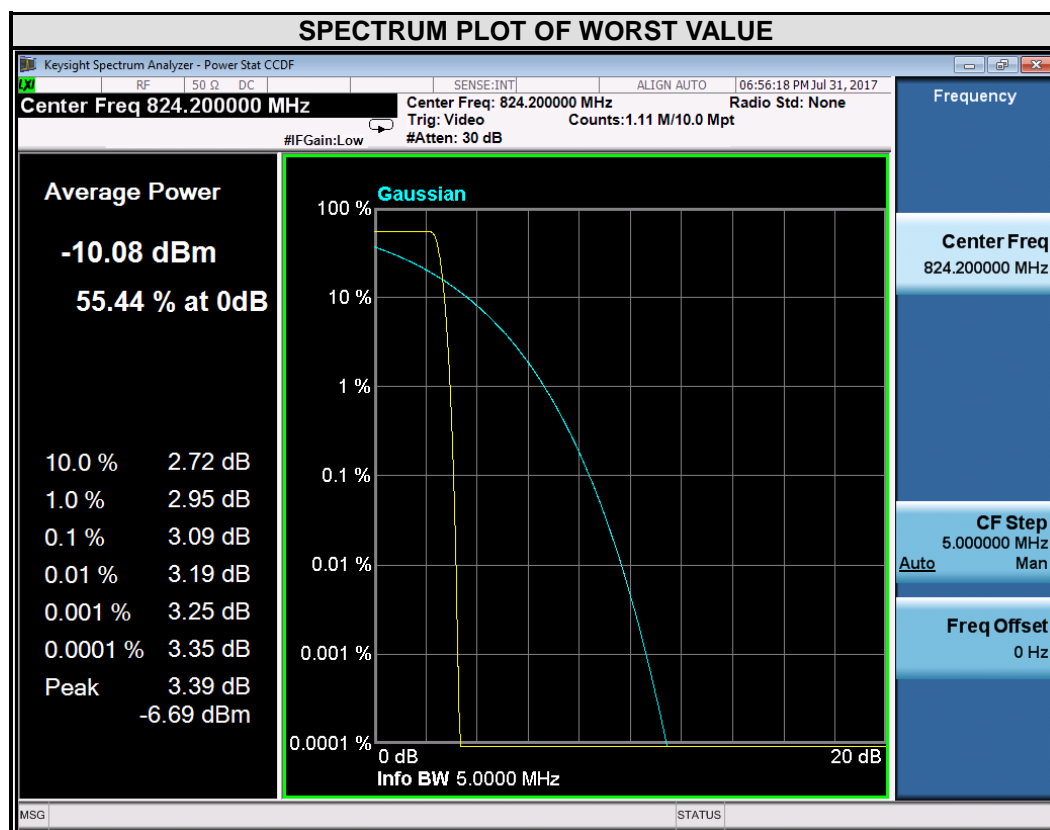 SPECTRUM PLOT OF WORST VALUE
Keysight Spectrum Analyzer - Power Stat CCDF
LXI RF 50 Ω DC SENSE:INT ALIGN AUTO 06:56:18 PM Jul 31, 2017
Center Freq 824.200000 MHz
#IFGain:Low
Center Freq: 824.200000 MHz Radio Std: None
Trig: Video Counts:1.11 M/10.0 Mpt
#Atten: 30 dB
Average Power
-10.08 dBm
55.44 % at 0dB
10.0 % 2.72 dB
1.0 % 2.95 dB
0.1 % 3.09 dB
0.01 % 3.19 dB
0.001 % 3.25 dB
0.0001 % 3.35 dB
Peak 3.39 dB
-6.69 dBm
Gaussian
100 %
10 %
1 %
0.1 %
0.01 %
0.001 %
0.0001 %
0 dB 20 dB
Info BW 5.0000 MHz
Frequency
Center Freq
824.200000 MHz
CF Step
5.000000 MHz
Auto Man
Freq Offset
0 Hz
MSG STATUS